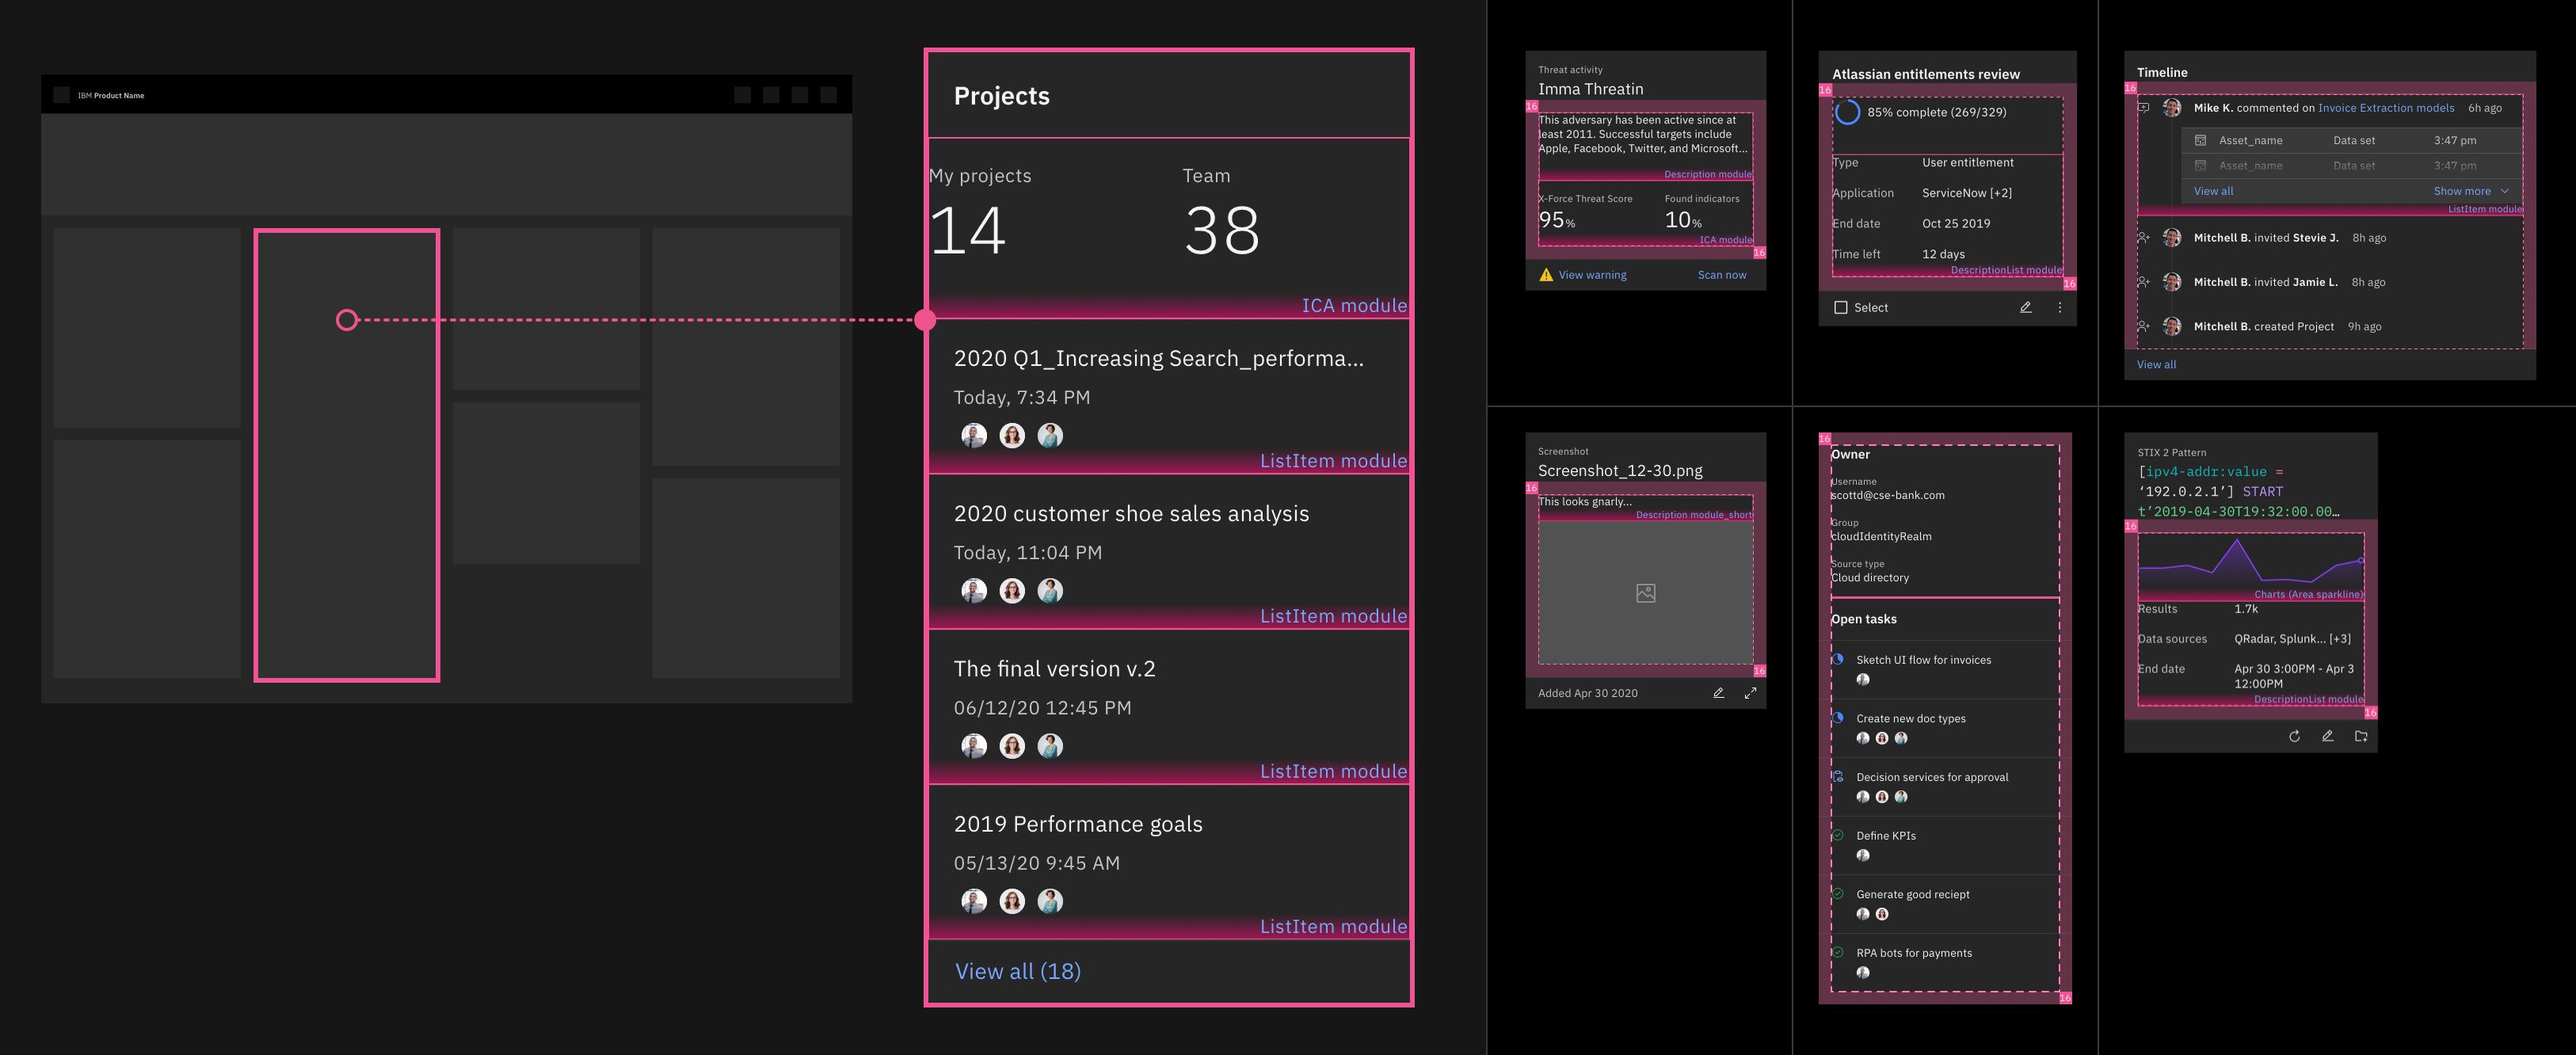 IBM Product Name
Projects
My projects
Team
14
38
ICA module
2020 Q1_Increasing Search_performa...
Today, 7:34 PM
ListItem module
2020 customer shoe sales analysis
Today, 11:04 PM
ListItem module
The final version v.2
06/12/20 12:45 PM
ListItem module
2019 Performance goals
05/13/20 9:45 AM
ListItem module
View all (18)
Threat activity
Imma Threatin
16
This adversary has been active since at
least 2011. Successful targets include
Apple, Facebook, Twitter, and Microsoft...
Description module
X-Force Threat Score
Found indicators
95%
10%
ICA module
16
View warning
Scan now
Atlassian entitlements review
16
85% complete (269/329)
Type
User entitlement
Application
ServiceNow [+2]
End date
Oct 25 2019
Time left
12 days
DescriptionList module
16
Select
Timeline
16
Mike K. commented on Invoice Extraction models 6h ago
Asset_name
Data set
3:47 pm
Asset_name
Data set
3:47 pm
View all
Show more
ListItem module
Mitchell B. invited Stevie J. 8h ago
Mitchell B. invited Jamie L. 8h ago
Mitchell B. created Project 9h ago
View all
Screenshot
Screenshot_12-30.png
16
This looks gnarly...
Description module_short
16
Added Apr 30 2020
16
Owner
Username
scottd@cse-bank.com
Group
cloudIdentityRealm
Source type
Cloud directory
Open tasks
Sketch UI flow for invoices
Create new doc types
Decision services for approval
Define KPIs
Generate good reciept
RPA bots for payments
16
STIX 2 Pattern
[ipv4-addr:value =
‘192.0.2.1’] START
t’2019-04-30T19:32:00.00…
16
Charts (Area sparkline)
Results
1.7k
Data sources
QRadar, Splunk... [+3]
End date
Apr 30 3:00PM - Apr 3
12:00PM
DescriptionList module
16